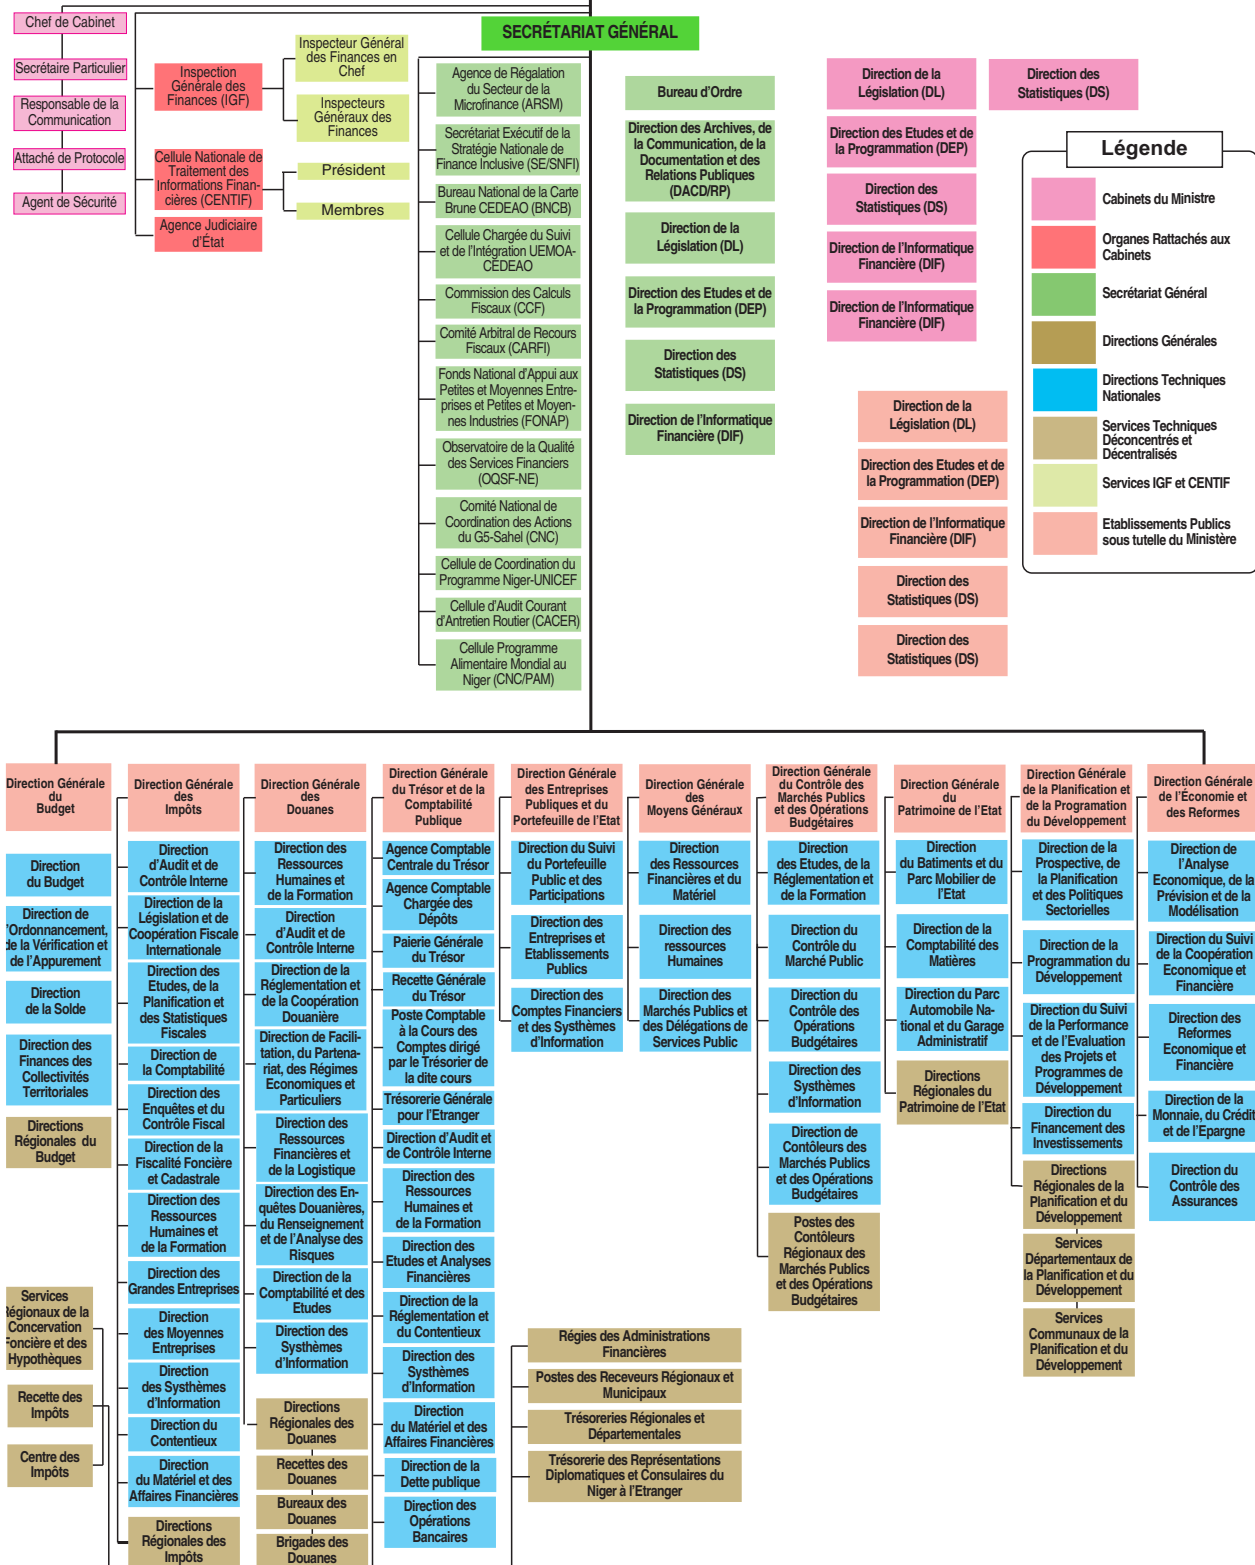 SECRÉTARIAT GÉNÉRAL
Chef de Cabinet
Secrétaire Particulier
Responsable de la
Communication
Attaché de Protocole
Agent de Sécurité
Inspection
Générale des
Finances (IGF)
Cellule Nationale de
Traitement des
Informations Finan-
cières (CENTIF)
Agence Judiciaire
d'État
Inspecteur Général
des Finances en
Chef
Inspecteurs
Généraux des
Finances
Président
Membres
Agence de Régalation
du Secteur de la
Microfinance (ARSM)
Secrétariat Exécutif de la
Stratégie Nationale de
Finance Inclusive (SE/SNFI)
Bureau National de la Carte
Brune CEDEAO (BNCB)
Cellule Chargée du Suivi
et de l'Intégration UEMOA-
CEDEAO
Commission des Calculs
Fiscaux (CCF)
Comité Arbitral de Recours
Fiscaux (CARFI)
Fonds National d'Appui aux
Petites et Moyennes Entre-
prises et Petites et Moyen-
nes Industries (FONAP)
Observatoire de la Qualité
des Services Financiers
(OQSF-NE)
Comité National de
Coordination des Actions
du G5-Sahel (CNC)
Cellule de Coordination du
Programme Niger-UNICEF
Cellule d'Audit Courant
d'Antretien Routier (CACER)
Cellule Programme
Alimentaire Mondial au
Niger (CNC/PAM)
Bureau d'Ordre
Direction des Archives, de
la Communication, de la
Documentation et des
Relations Publiques
(DACD/RP)
Direction de la
Législation (DL)
Direction des Etudes et de
la Programmation (DEP)
Direction des
Statistiques (DS)
Direction de l'Informatique
Financière (DIF)
Direction de la
Législation (DL)
Direction des Etudes et de
la Programmation (DEP)
Direction des
Statistiques (DS)
Direction de l'Informatique
Financière (DIF)
Direction de l'Informatique
Financière (DIF)
Direction des
Statistiques (DS)
Direction de la
Législation (DL)
Direction des Etudes et de
la Programmation (DEP)
Direction de l'Informatique
Financière (DIF)
Direction des
Statistiques (DS)
Direction des
Statistiques (DS)
Légende
Cabinets du Ministre
Organes Rattachés aux
Cabinets
Secrétariat Général
Directions Générales
Directions Techniques
Nationales
Services Techniques
Déconcentrés et
Décentralisés
Services IGF et CENTIF
Etablissements Publics
sous tutelle du Ministère
Direction Générale
du
Budget
Direction
du Budget
Direction de
'Ordonnancement,
de la Vérification et
de l'Appurement
Direction
de la Solde
Direction des
Finances des
Collectivités
Territoriales
Directions
Régionales du
Budget
Services
Régionaux de la
Concervation
Foncière et des
Hypothèques
Recette des
Impôts
Centre des
Impôts
Direction Générale
des
Impôts
Direction
d'Audit et de
Contrôle Interne
Direction de la
Législation et de
Coopération Fiscale
Internationale
Direction des
Etudes, de la
Planification et
des Statistiques
Fiscales
Direction de
la Comptabilité
Direction des
Enquêtes et du
Contrôle Fiscal
Direction de la
Fiscalité Foncière
et Cadastrale
Direction des
Ressources
Humaines et
de la Formation
Direction des
Grandes Entreprises
Direction
des Moyennes
Entreprises
Direction
des Systhèmes
d'Information
Direction du
Contentieux
Direction
du Matériel et des
Affaires Financières
Directions
Régionales des
Impôts
Direction Générale
des
Douanes
Direction des
Ressources
Humaines et
de la Formation
Direction
d'Audit et de
Contrôle Interne
Direction de la
Réglementation et
de la Coopération
Douanière
Direction de Facili-
tation, du Partena-
riat, des Régimes
Economiques et
Particuliers
Direction des
Ressources
Financières et
de la Logistique
Direction des En-
quêtes Douanières,
du Renseignement
et de l'Analyse des
Risques
Direction de la
Comptabilité et des
Etudes
Direction des
Systhèmes
d'Information
Directions
Régionales des
Douanes
Recettes des
Douanes
Bureaux des
Douanes
Brigades des
Douanes
Direction Générale
du Trésor et de la
Comptabilité
Publique
Agence Comptable
Centrale du Trésor
Agence Comptable
Chargée des
Dépôts
Paierie Générale
du Trésor
Recette Générale
du Trésor
Poste Comptable
à la Cours des
Comptes dirigé
par le Trésorier de
la dite cours
Trésorerie Générale
pour l'Etranger
Direction d'Audit et
de Contrôle Interne
Direction des
Ressources
Humaines et
de la Formation
Direction des
Etudes et Analyses
Financières
Direction de la
Réglementation et
du Contentieux
Direction des
Systhèmes
d'Information
Direction
du Matériel et des
Affaires Financières
Direction de la
Dette publique
Direction des
Opérations
Bancaires
Direction Générale
des Entreprises
Publiques et du
Portefeuille de l'Etat
Direction du Suivi
du Portefeuille
Public et des
Participations
Direction des
Entreprises et
Etablissements
Publics
Direction des
Comptes Financiers
et des Systhèmes
d'Information
Régies des Administrations
Financières
Postes des Receveurs Régionaux et
Municipaux
Trésoreries Régionales et
Départementales
Trésorerie des Représentations
Diplomatiques et Consulaires du
Niger à l'Etranger
Direction Générale
des
Moyens Généraux
Direction
des Ressources
Financières et du
Matériel
Direction des
ressources
Humaines
Direction des
Marchés Publics et
des Délégations de
Services Public
Direction Générale
du Contrôle des
Marchés Publics
et des Opérations
Budgétaires
Direction
des Etudes, de la
Réglementation et
de la Formation
Direction du
Contrôle du
Marché Public
Direction du
Contrôle des
Opérations
Budgétaires
Direction des
Systhèmes
d'Information
Direction de
Contôleurs des
Marchés Publics
et des Opérations
Budgétaires
Postes des
Contôleurs
Régionaux des
Marchés Publics
et des Opérations
Budgétaires
Direction Générale
du
Patrimoine de l'Etat
Direction
du Batiments et du
Parc Mobilier de
l'Etat
Direction de la
Comptabilité des
Matières
Direction du Parc
Automobile Na-
tional et du Garage
Administratif
Directions
Régionales du
Patrimoine de l'Etat
Direction Générale
de la Planification et
de la Programation
du Développement
Direction de la
Prospective, de
la Planification
et des Politiques
Sectorielles
Direction de la
Programmation du
Développement
Direction du Suivi
de la Performance
et de l'Evaluation
des Projets et
Programmes de
Développement
Direction du
Financement des
Investissements
Directions
Régionales de la
Planification et du
Développement
Services
Départementaux de
la Planification et du
Développement
Services
Communaux de la
Planification et du
Développement
Direction Générale
de l'Économie et
des Reformes
Direction de
l'Analyse
Economique, de la
Prévision et de la
Modélisation
Direction du Suivi
de la Coopération
Economique et
Financière
Direction des
Reformes
Economique et
Financière
Direction de la
Monnaie, du Crédit
et de l'Epargne
Direction du
Contrôle des
Assurances